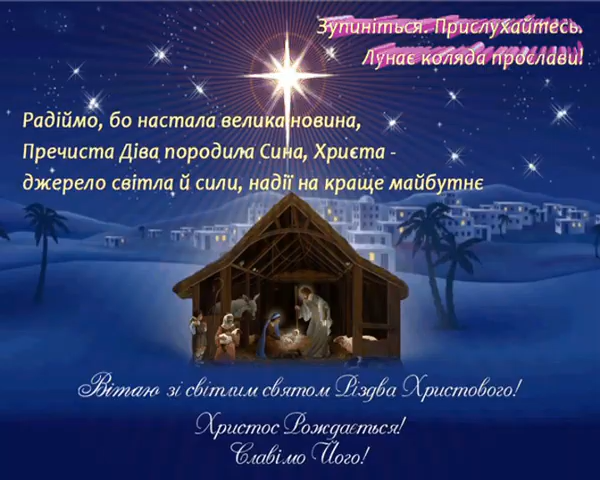 Зупиніться. Прислухайтесь.
Лунає коляда прослави!
Радіймо, бо настала велика новина,
Пречиста Діва породила Сина, Христа -
джерело світла й сили, надії на краще майбутнє
Вітаю зі світлим святом Різдва Христового!
Христос Рождається!
Славімо Його!